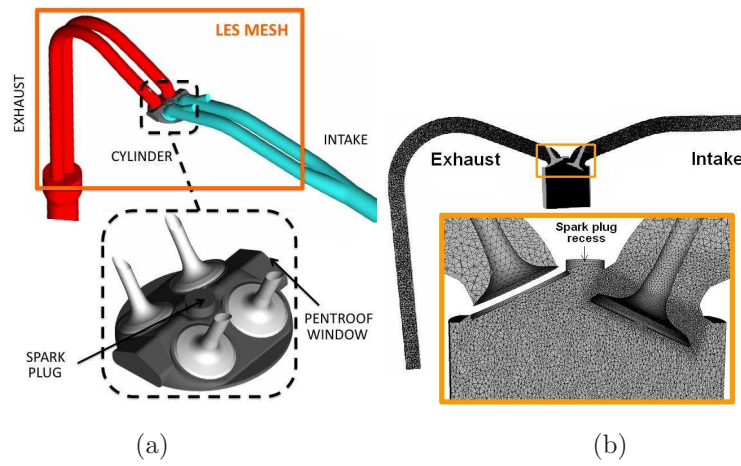 LES MESH
EXHAUST
INTAKE
CYLINDER
PENTROOF
WINDOW
SPARK
PLUG
(a)
Exhaust
Intake
Spark plug
recess
(b)